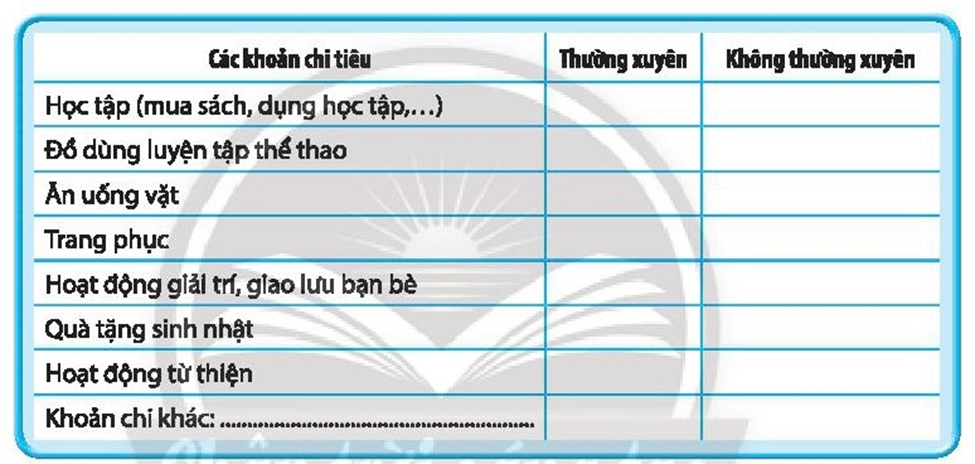 Các khoản chi tiêu Thường xuyên Không thường xuyên
Học tập (mua sách, dụng học tập,...)
Đồ dùng luyện tập thể thao
Ăn uống vặt
Trang phục
Hoạt động giải trí, giao lưu bạn bè
Quà tặng sinh nhật
Hoạt động từ thiện
Khoản chi khác: ........................................................